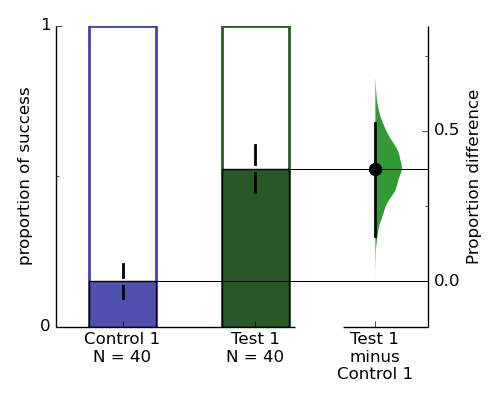 1
0
proportion of success
Control 1
N = 40
Test 1
N = 40
Test 1
minus
Control 1
0.5
0.0
Proportion difference